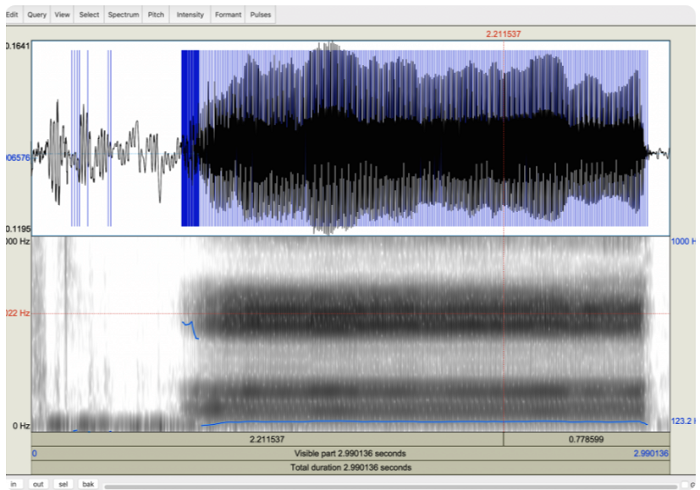 Edit Query View Select Spectrum Pitch Intensity Formant Pulses
2.211537
0.1641
06576
0.1195
000 Hz 1000 H
022 Hz
0 Hz 123.2
2.211537 0.778599
0 Visible part 2.990136 seconds 2.990136
Total duration 2.990136 seconds
in out sel bak